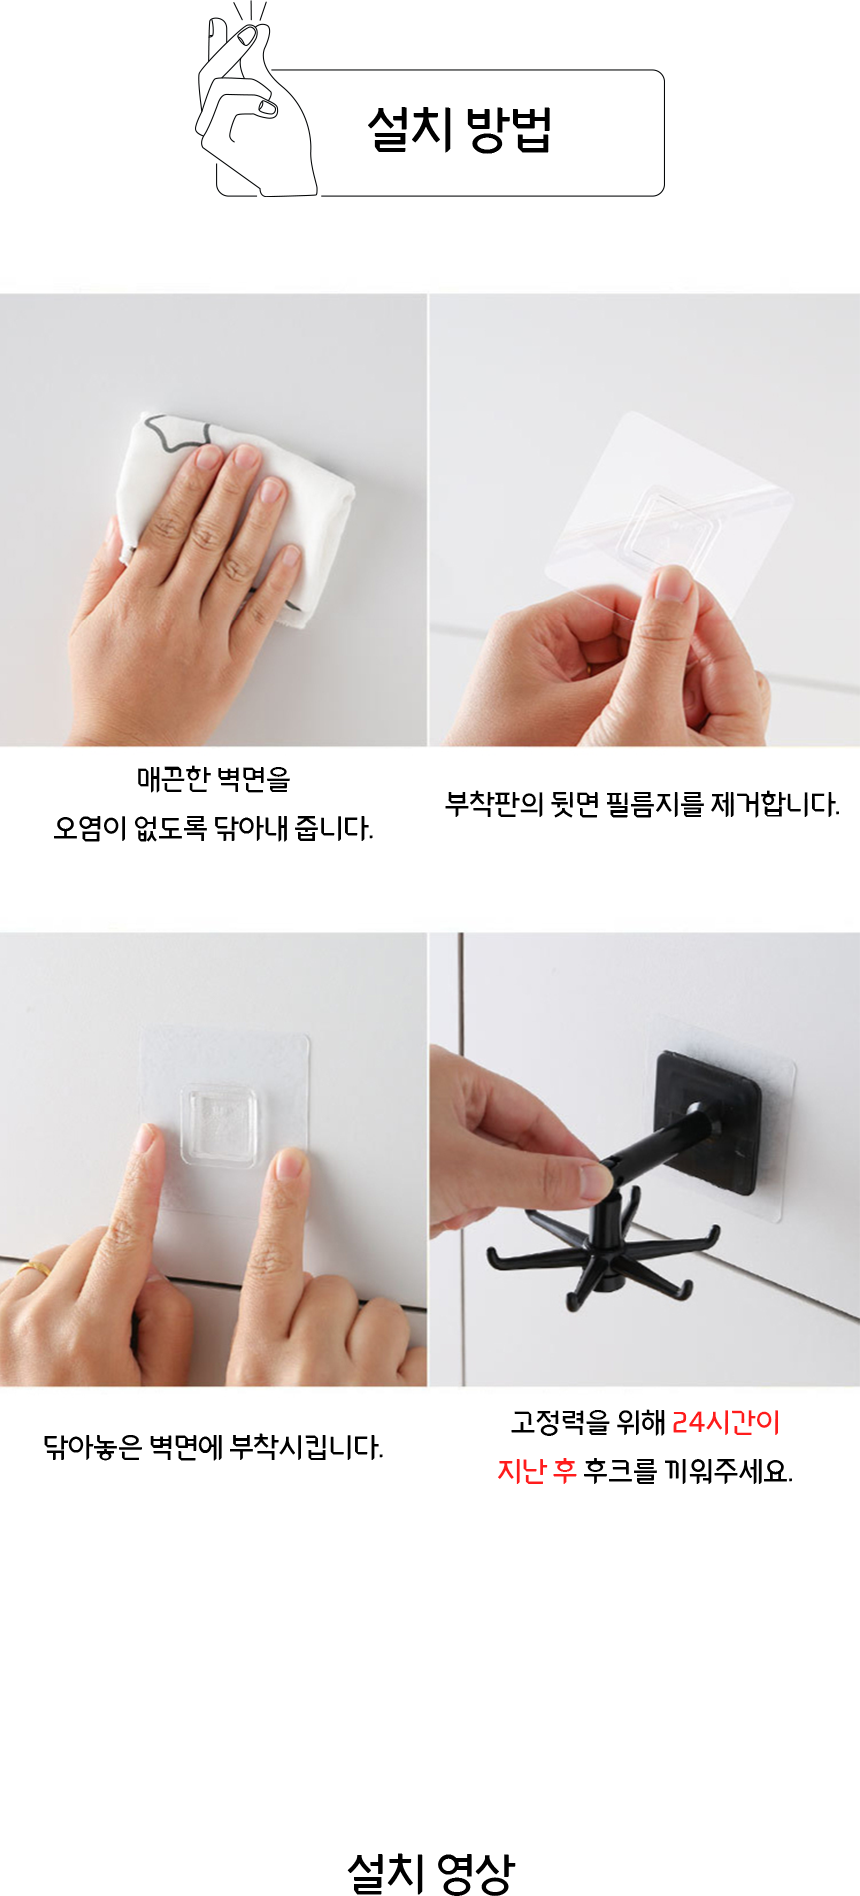 설치 방법
매끈한 벽면을
오염이 없도록 닦아내 줍니다.
부착판의 뒷면 필름지를 제거합니다.
닦아놓은 벽면에 부착시킵니다.
고정력을 위해 24시간이
지난 후 후크를 끼워주세요.
설치 영상